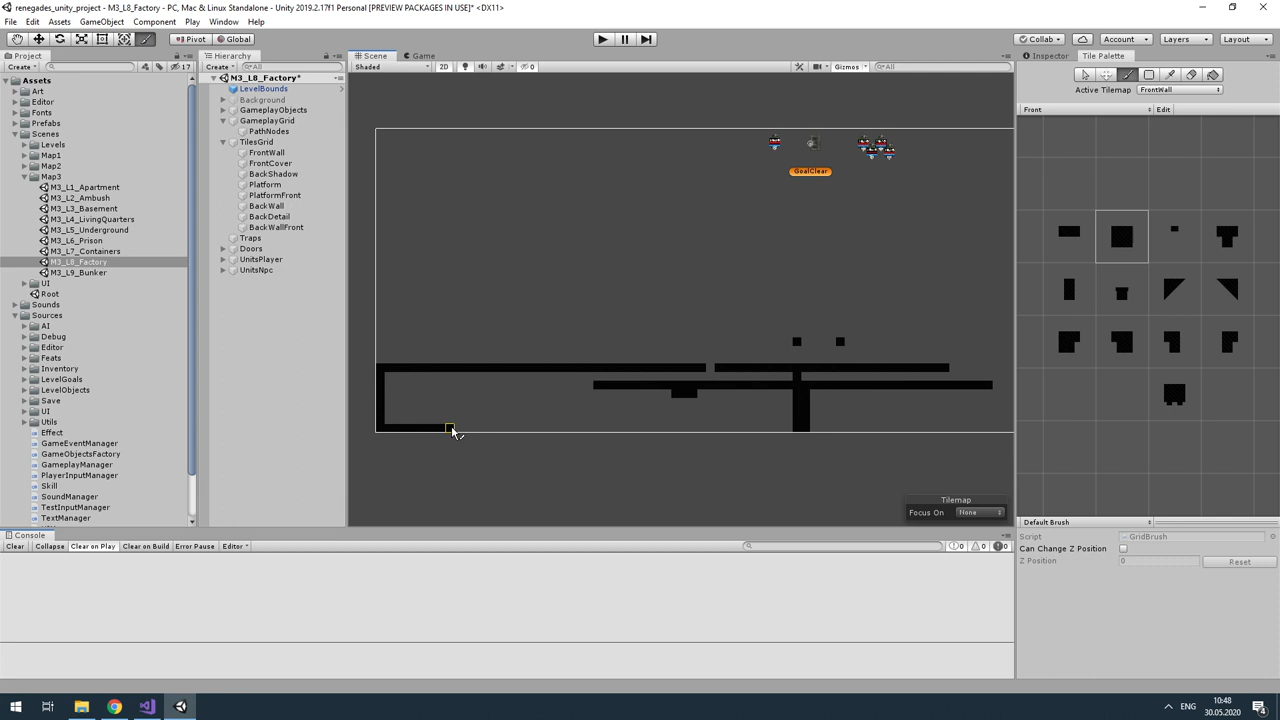 renegades_unity_project - M3_L8_Factory - PC, Mac & Linux Standalone - Unity 2019.2.17f1 Personal [PREVIEW PACKAGES IN USE]* <DX11>
File Edit Assets GameObject Component Play Window Help
Pivot Global Collab Account Layers Layout
Project Hierarchy Scene Game Inspector Tile Palette
Create Create All Shaded 2D 0 Gizmos All
17
Active Tilemap FrontWall
Front Edit
Assets
Art
Editor
Fonts
Prefabs
Scenes
Levels
Map1
Map2
Map3
M3_L1_Apartment
M3_L2_Ambush
M3_L3_Basement
M3_L4_LivingQuarters
M3_L5_Underground
M3_L6_Prison
M3_L7_Containers
M3_L8_Factory
M3_L9_Bunker
UI
Root
Sounds
Sources
AI
Debug
Editor
Feats
Inventory
LevelGoals
LevelObjects
Save
UI
Utils
Effect
GameEventManager
GameObjectsFactory
GameplayManager
PlayerInputManager
Skill
SoundManager
TestInputManager
TextManager
M3_L8_Factory*
LevelBounds
Background
GameplayObjects
GameplayGrid
PathNodes
TilesGrid
FrontWall
FrontCover
BackShadow
Platform
PlatformFront
BackWall
BackDetail
BackWallFront
Traps
Doors
UnitsPlayer
UnitsNpc
GoalClear
Tilemap
Focus On None
Default Brush
Script GridBrush
Can Change Z Position
Z Position 0 Reset
Console
Clear Collapse Clear on Play Clear on Build Error Pause Editor 0 0 0
ENG
10:48
30.05.2020
4